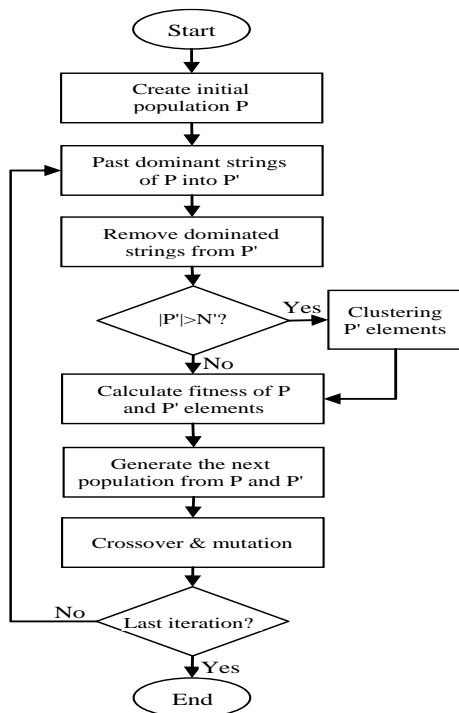 Start
Create initial
population P
Past dominant strings
of P into P'
Remove dominated
strings from P'
|P'|>N'?
Yes
Clustering
P' elements
No
Calculate fitness of P
and P' elements
Generate the next
population from P and P'
Crossover & mutation
No
Last iteration?
Yes
End